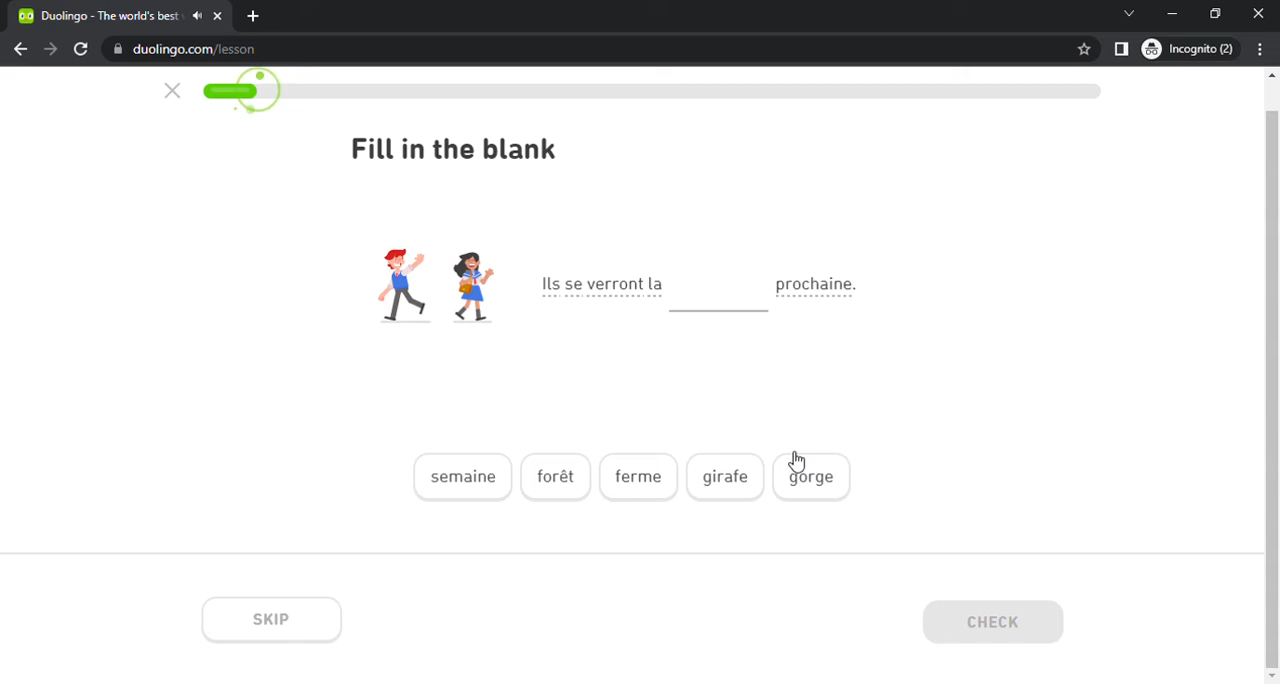 Duolingo - The world's best
duolingo.com/lesson
Incognito (2)
Fill in the blank
Ils se verront la prochaine.
semaine forêt ferme girafe gorge
SKIP CHECK